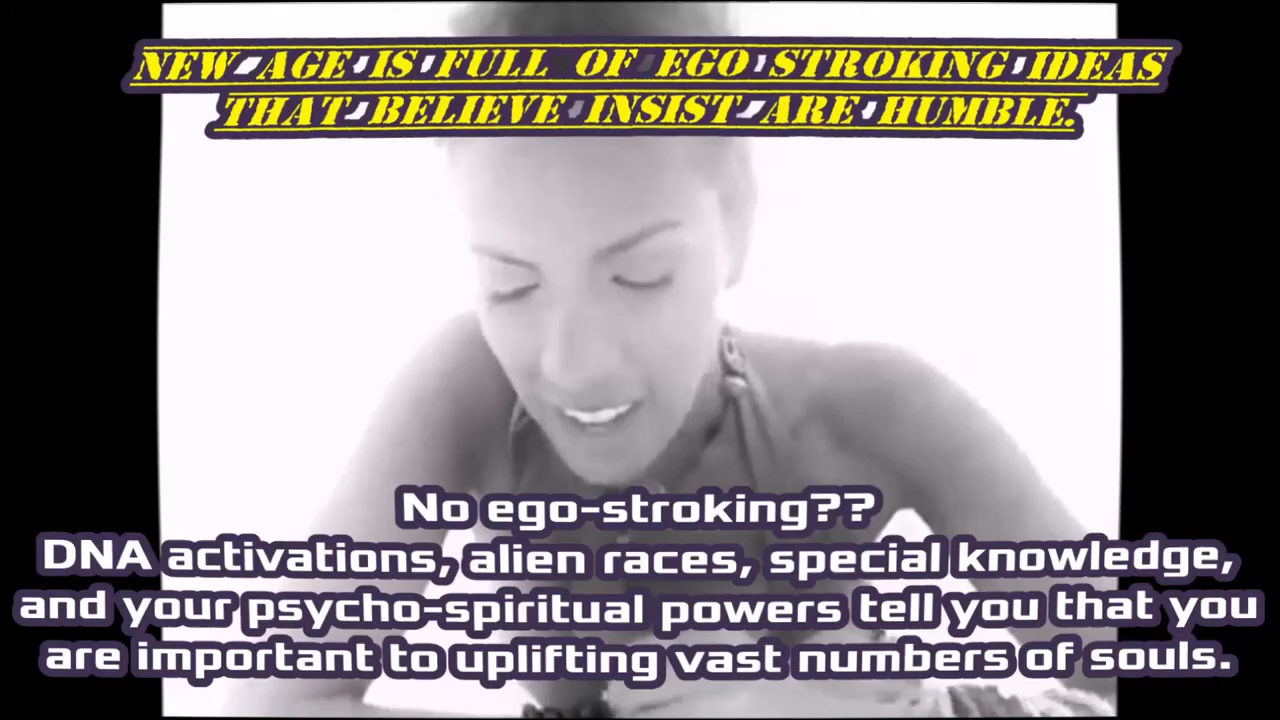 NEW AGE IS FULL OF EGO STROKING IDEAS
THAT BELIEVE INSIST ARE HUMBLE.
No ego-stroking??
DNA activations, alien races, special knowledge,
and your psycho-spiritual powers tell you that you
are important to uplifting vast numbers of souls.